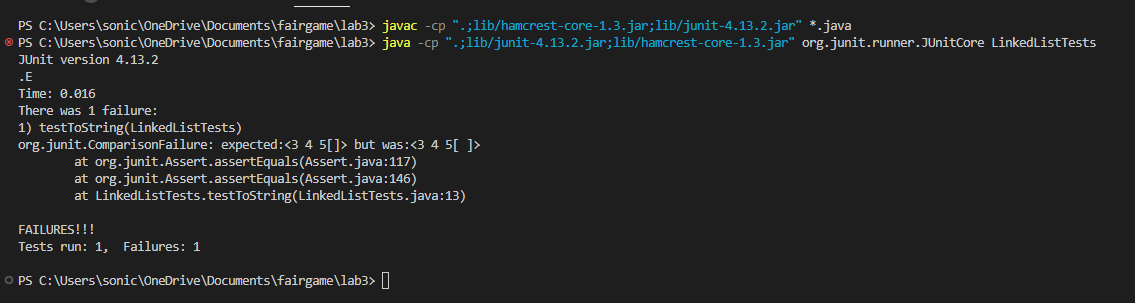 PS C:\Users\sonic\OneDrive\Documents\fairgame\lab3> javac -cp ".;lib/hamcrest-core-1.3.jar;lib/junit-4.13.2.jar" *.java
PS C:\Users\sonic\OneDrive\Documents\fairgame\lab3> java -cp ".;lib/junit-4.13.2.jar;lib/hamcrest-core-1.3.jar" org.junit.runner.JUnitCore LinkedListTests
JUnit version 4.13.2
.E
Time: 0.016
There was 1 failure:
1) testToString(LinkedListTests)
org.junit.ComparisonFailure: expected:<3 4 5[]> but was:<3 4 5[ ]>
        at org.junit.Assert.assertEquals(Assert.java:117)
        at org.junit.Assert.assertEquals(Assert.java:146)
        at LinkedListTests.testToString(LinkedListTests.java:13)

FAILURES!!!
Tests run: 1,  Failures: 1

PS C:\Users\sonic\OneDrive\Documents\fairgame\lab3>